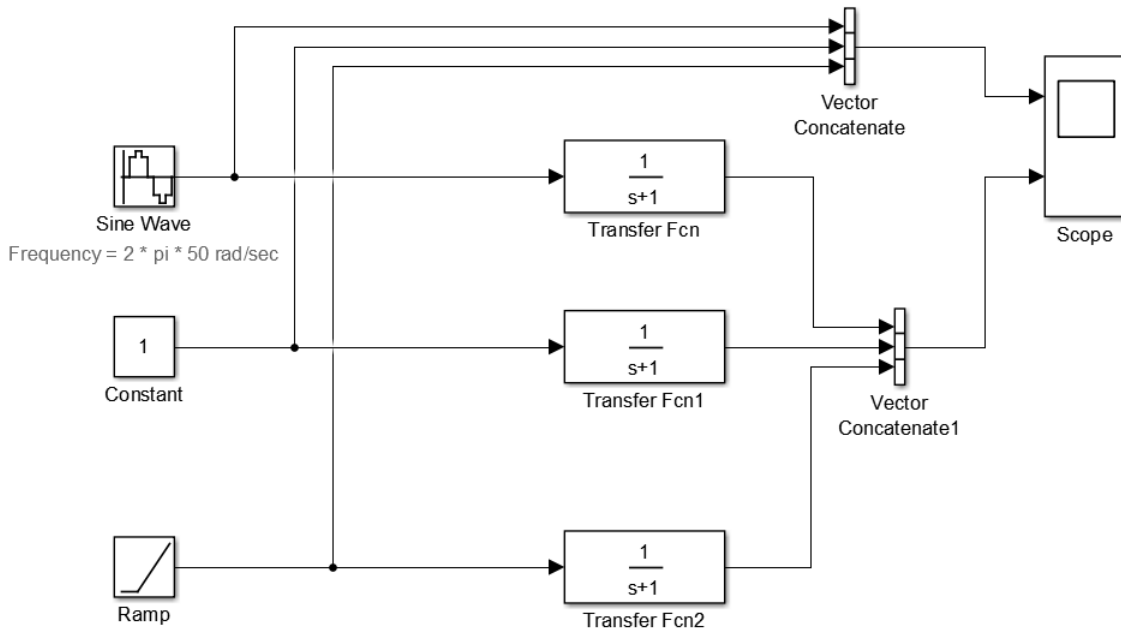 Vector
Concatenate
1
s+1
Transfer Fcn
Sine Wave
Frequency = 2 * pi * 50 rad/sec
Scope
1
Constant
1
s+1
Transfer Fcn1
Vector
Concatenate1
Ramp
1
s+1
Transfer Fcn2